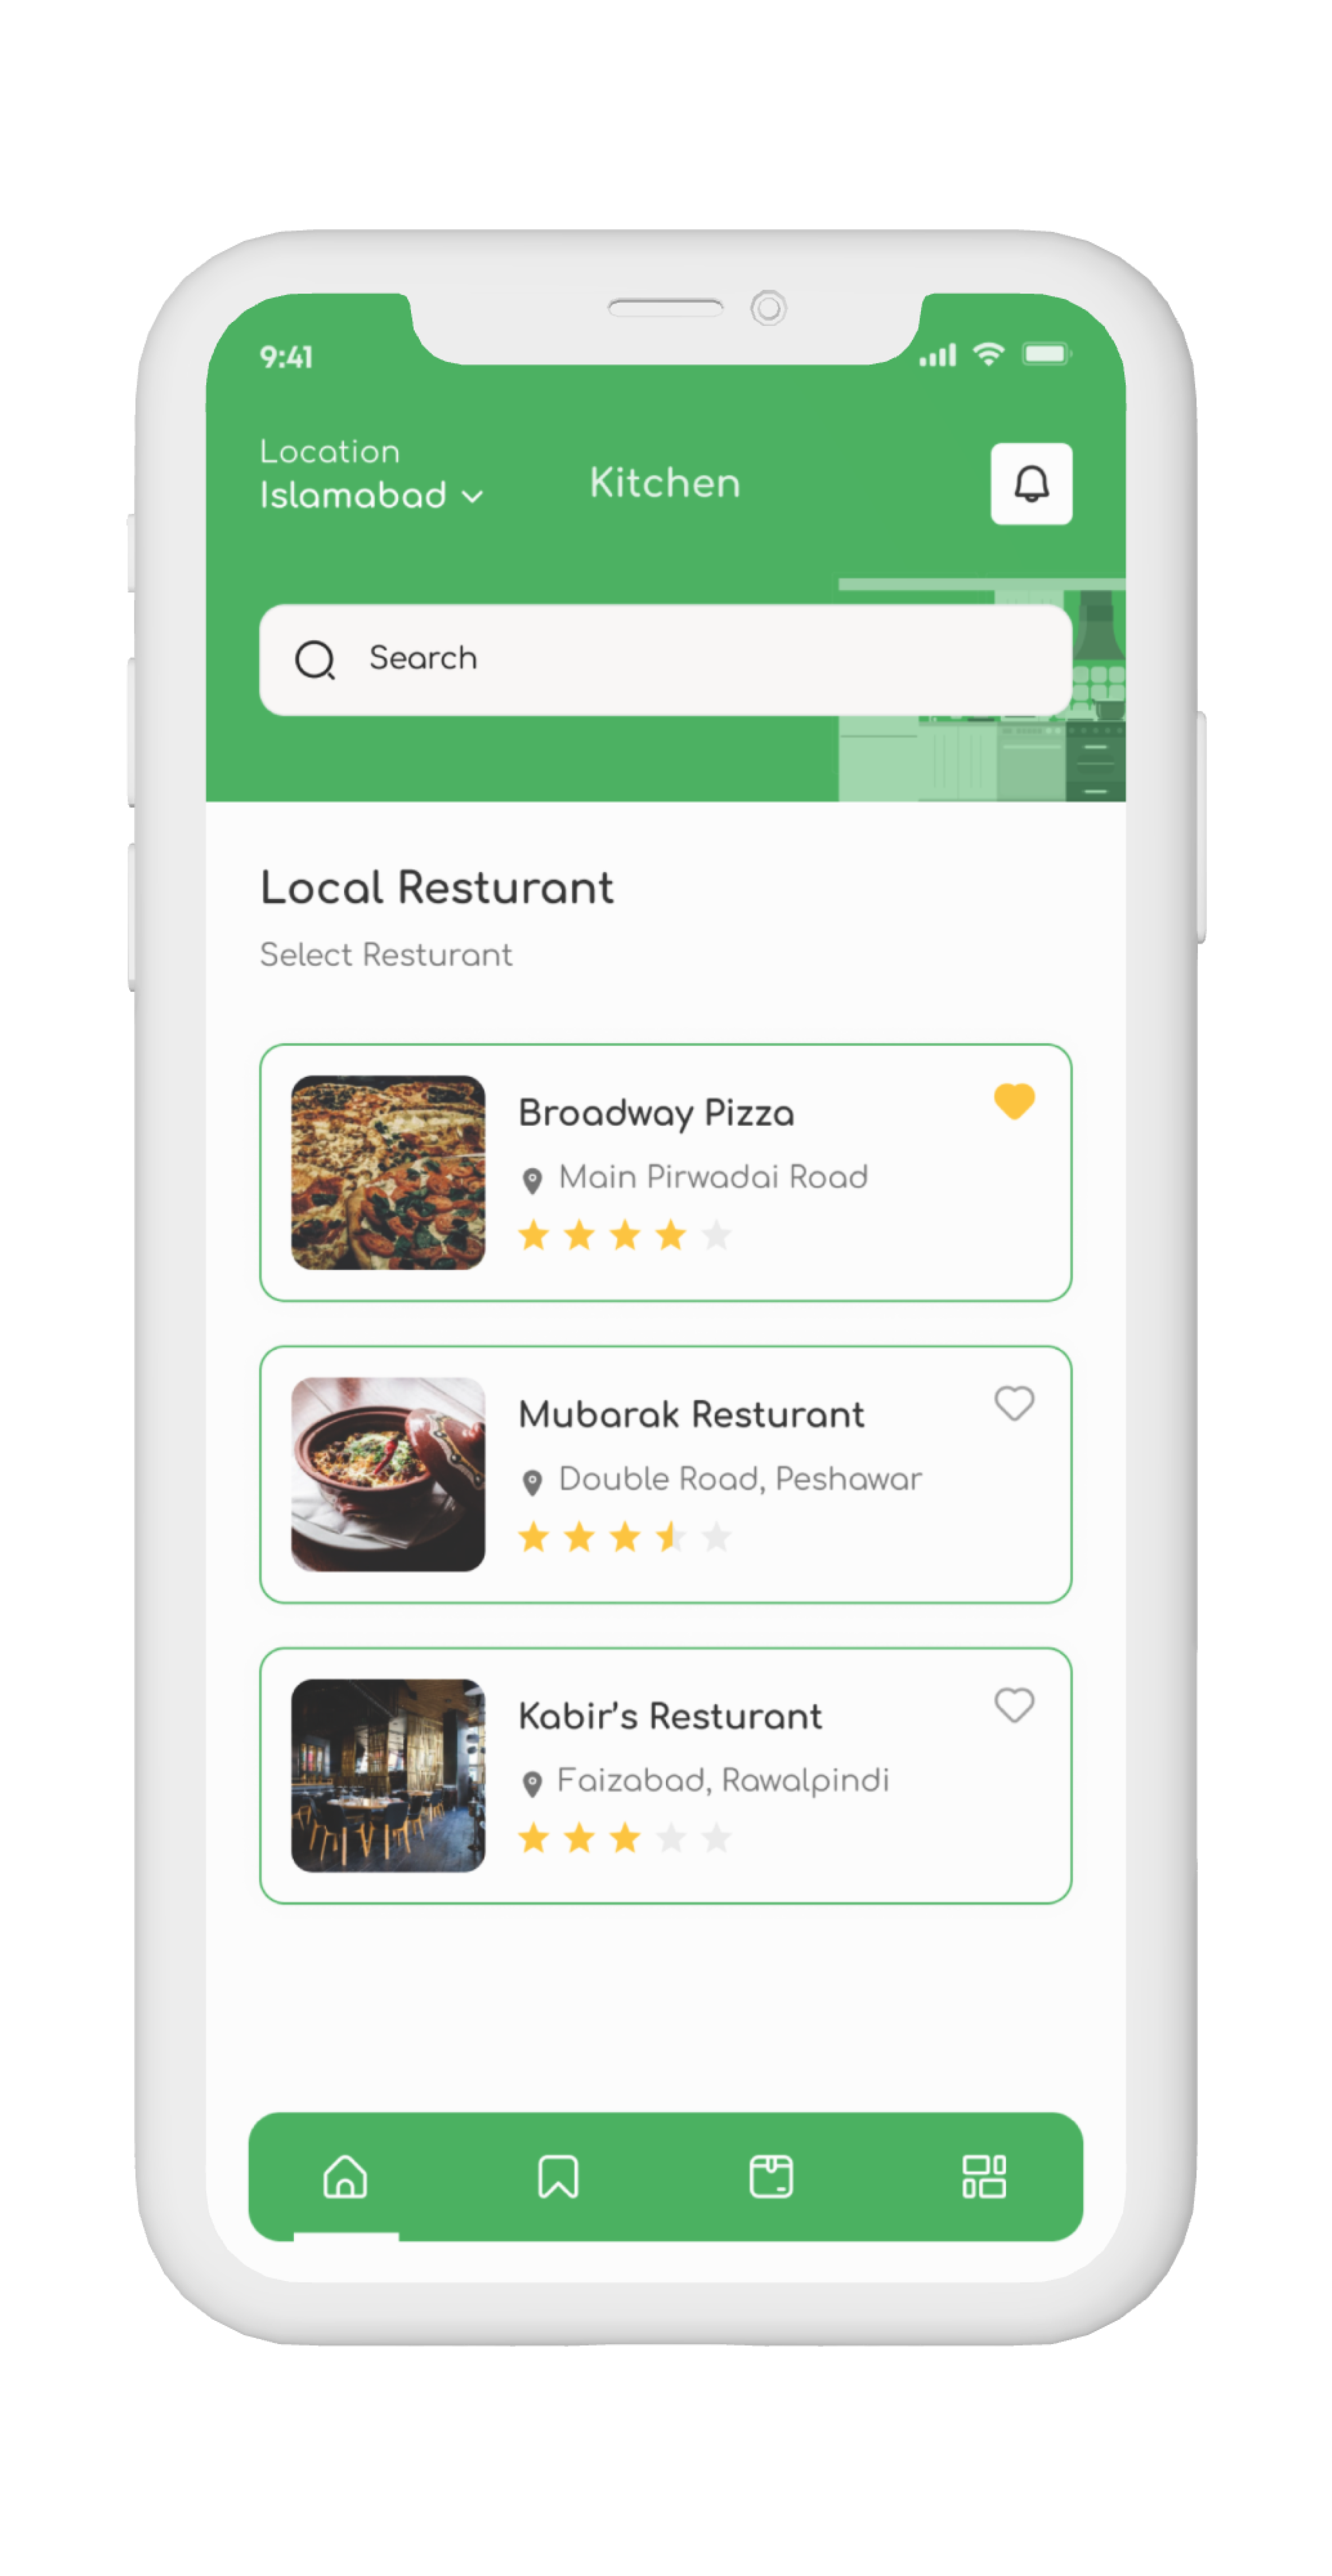 9:41
Location
Islamabad
Kitchen
Search
Local Resturant
Select Resturant
Broadway Pizza
Main Pirwadai Road
Mubarak Resturant
Double Road, Peshawar
Kabir's Resturant
Faizabad, Rawalpindi